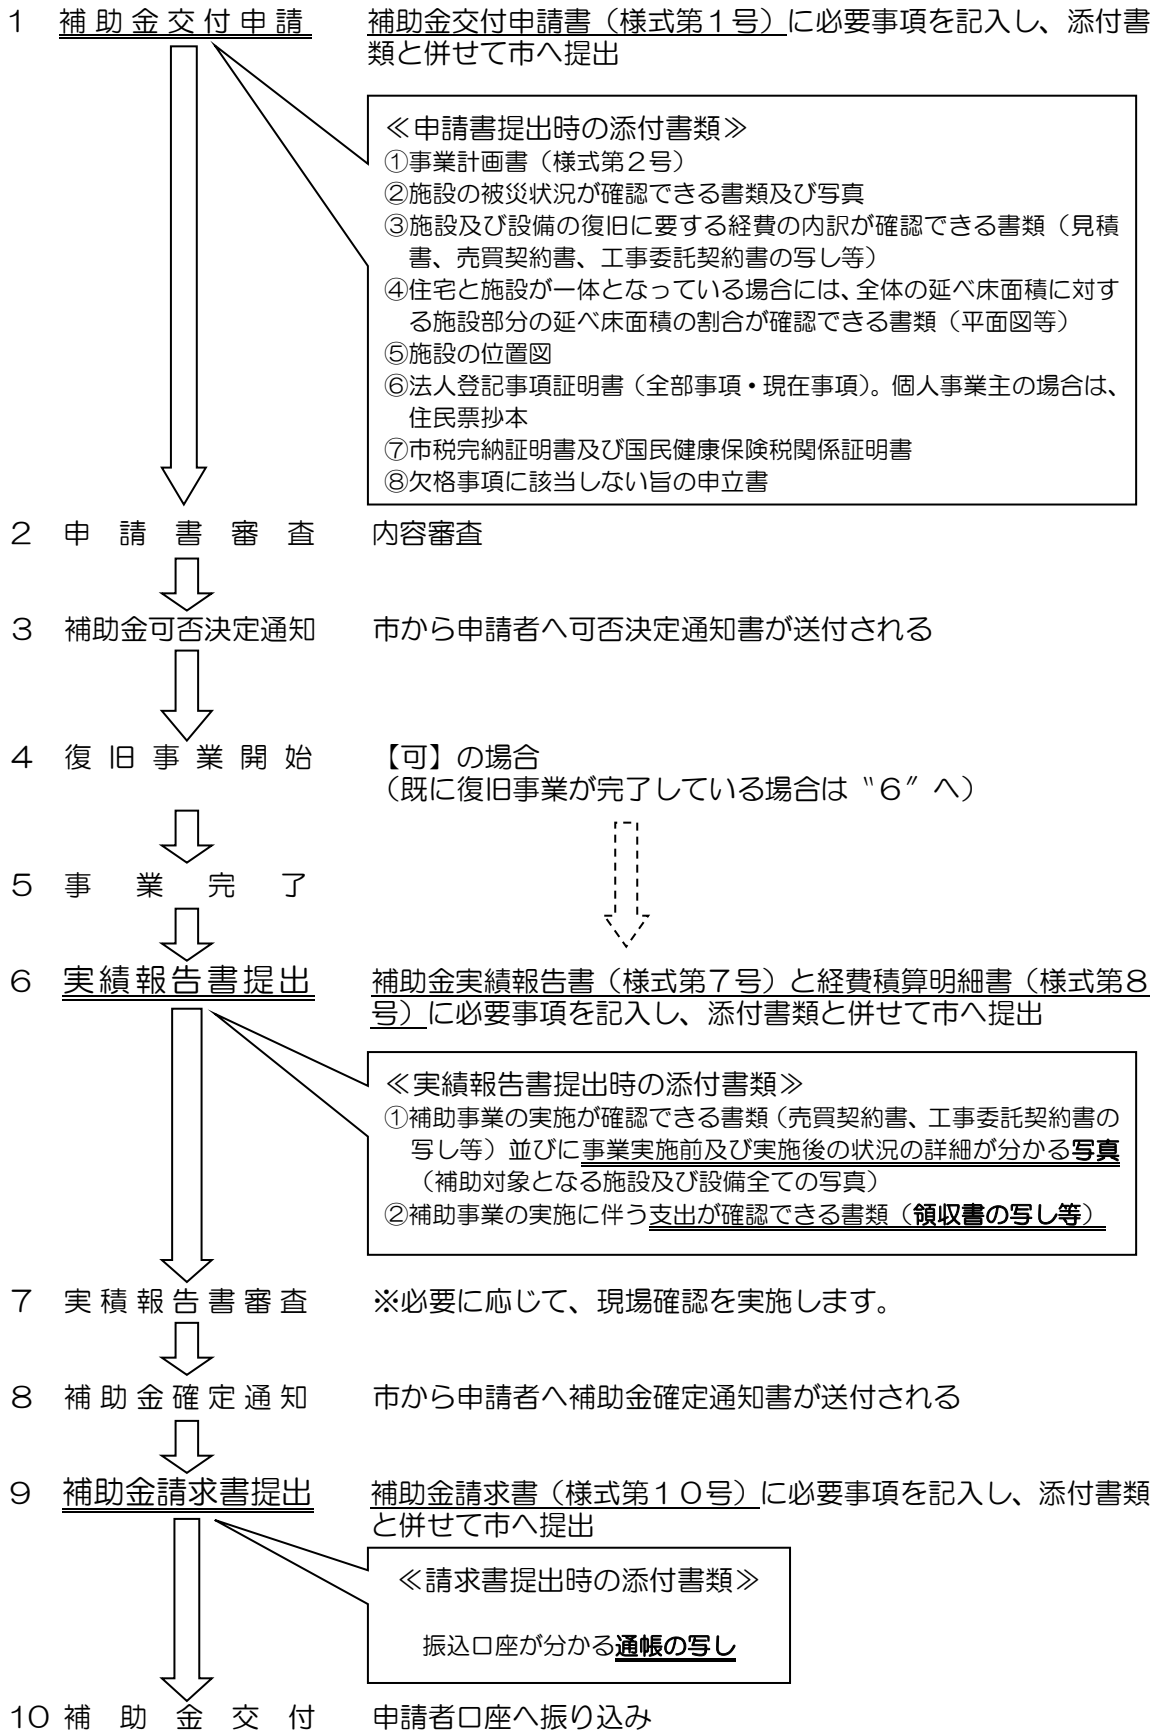 1 補助金交付申請 補助金交付申請書（様式第１号）に必要事項を記入し、添付書
類と併せて市へ提出
≪申請書提出時の添付書類≫
①事業計画書（様式第２号）
②施設の被災状況が確認できる書類及び写真
③施設及び設備の復旧に要する経費の内訳が確認できる書類（見積
書、売買契約書、工事委託契約書の写し等）
④住宅と施設が一体となっている場合には、全体の延べ床面積に対す
る施設部分の延べ床面積の割合が確認できる書類（平面図等）
⑤施設の位置図
⑥法人登記事項証明書（全部事項・現在事項）。個人事業主の場合は、
住民票抄本
⑦市税完納証明書及び国民健康保険税関係証明書
⑧欠格事項に該当しない旨の申立書
2 申請書審査 内容審査
3 補助金可否決定通知 市から申請者へ可否決定通知書が送付される
4 復旧事業開始 【可】の場合
（既に復旧事業が完了している場合は〝６〟へ）
5 事業完了
6 実績報告書提出 補助金実績報告書（様式第７号）と経費積算明細書（様式第８
号）に必要事項を記入し、添付書類と併せて市へ提出
≪実績報告書提出時の添付書類≫
①補助事業の実施が確認できる書類（売買契約書、工事委託契約書の
写し等）並びに事業実施前及び実施後の状況の詳細が分かる写真
（補助対象となる施設及び設備全ての写真）
②補助事業の実施に伴う支出が確認できる書類（領収書の写し等）
7 実積報告書審査 ※必要に応じて、現場確認を実施します。
8 補助金確定通知 市から申請者へ補助金確定通知書が送付される
9 補助金請求書提出 補助金請求書（様式第１０号）に必要事項を記入し、添付書類
と併せて市へ提出
≪請求書提出時の添付書類≫
振込口座が分かる通帳の写し
10 補助金交付 申請者口座へ振り込み